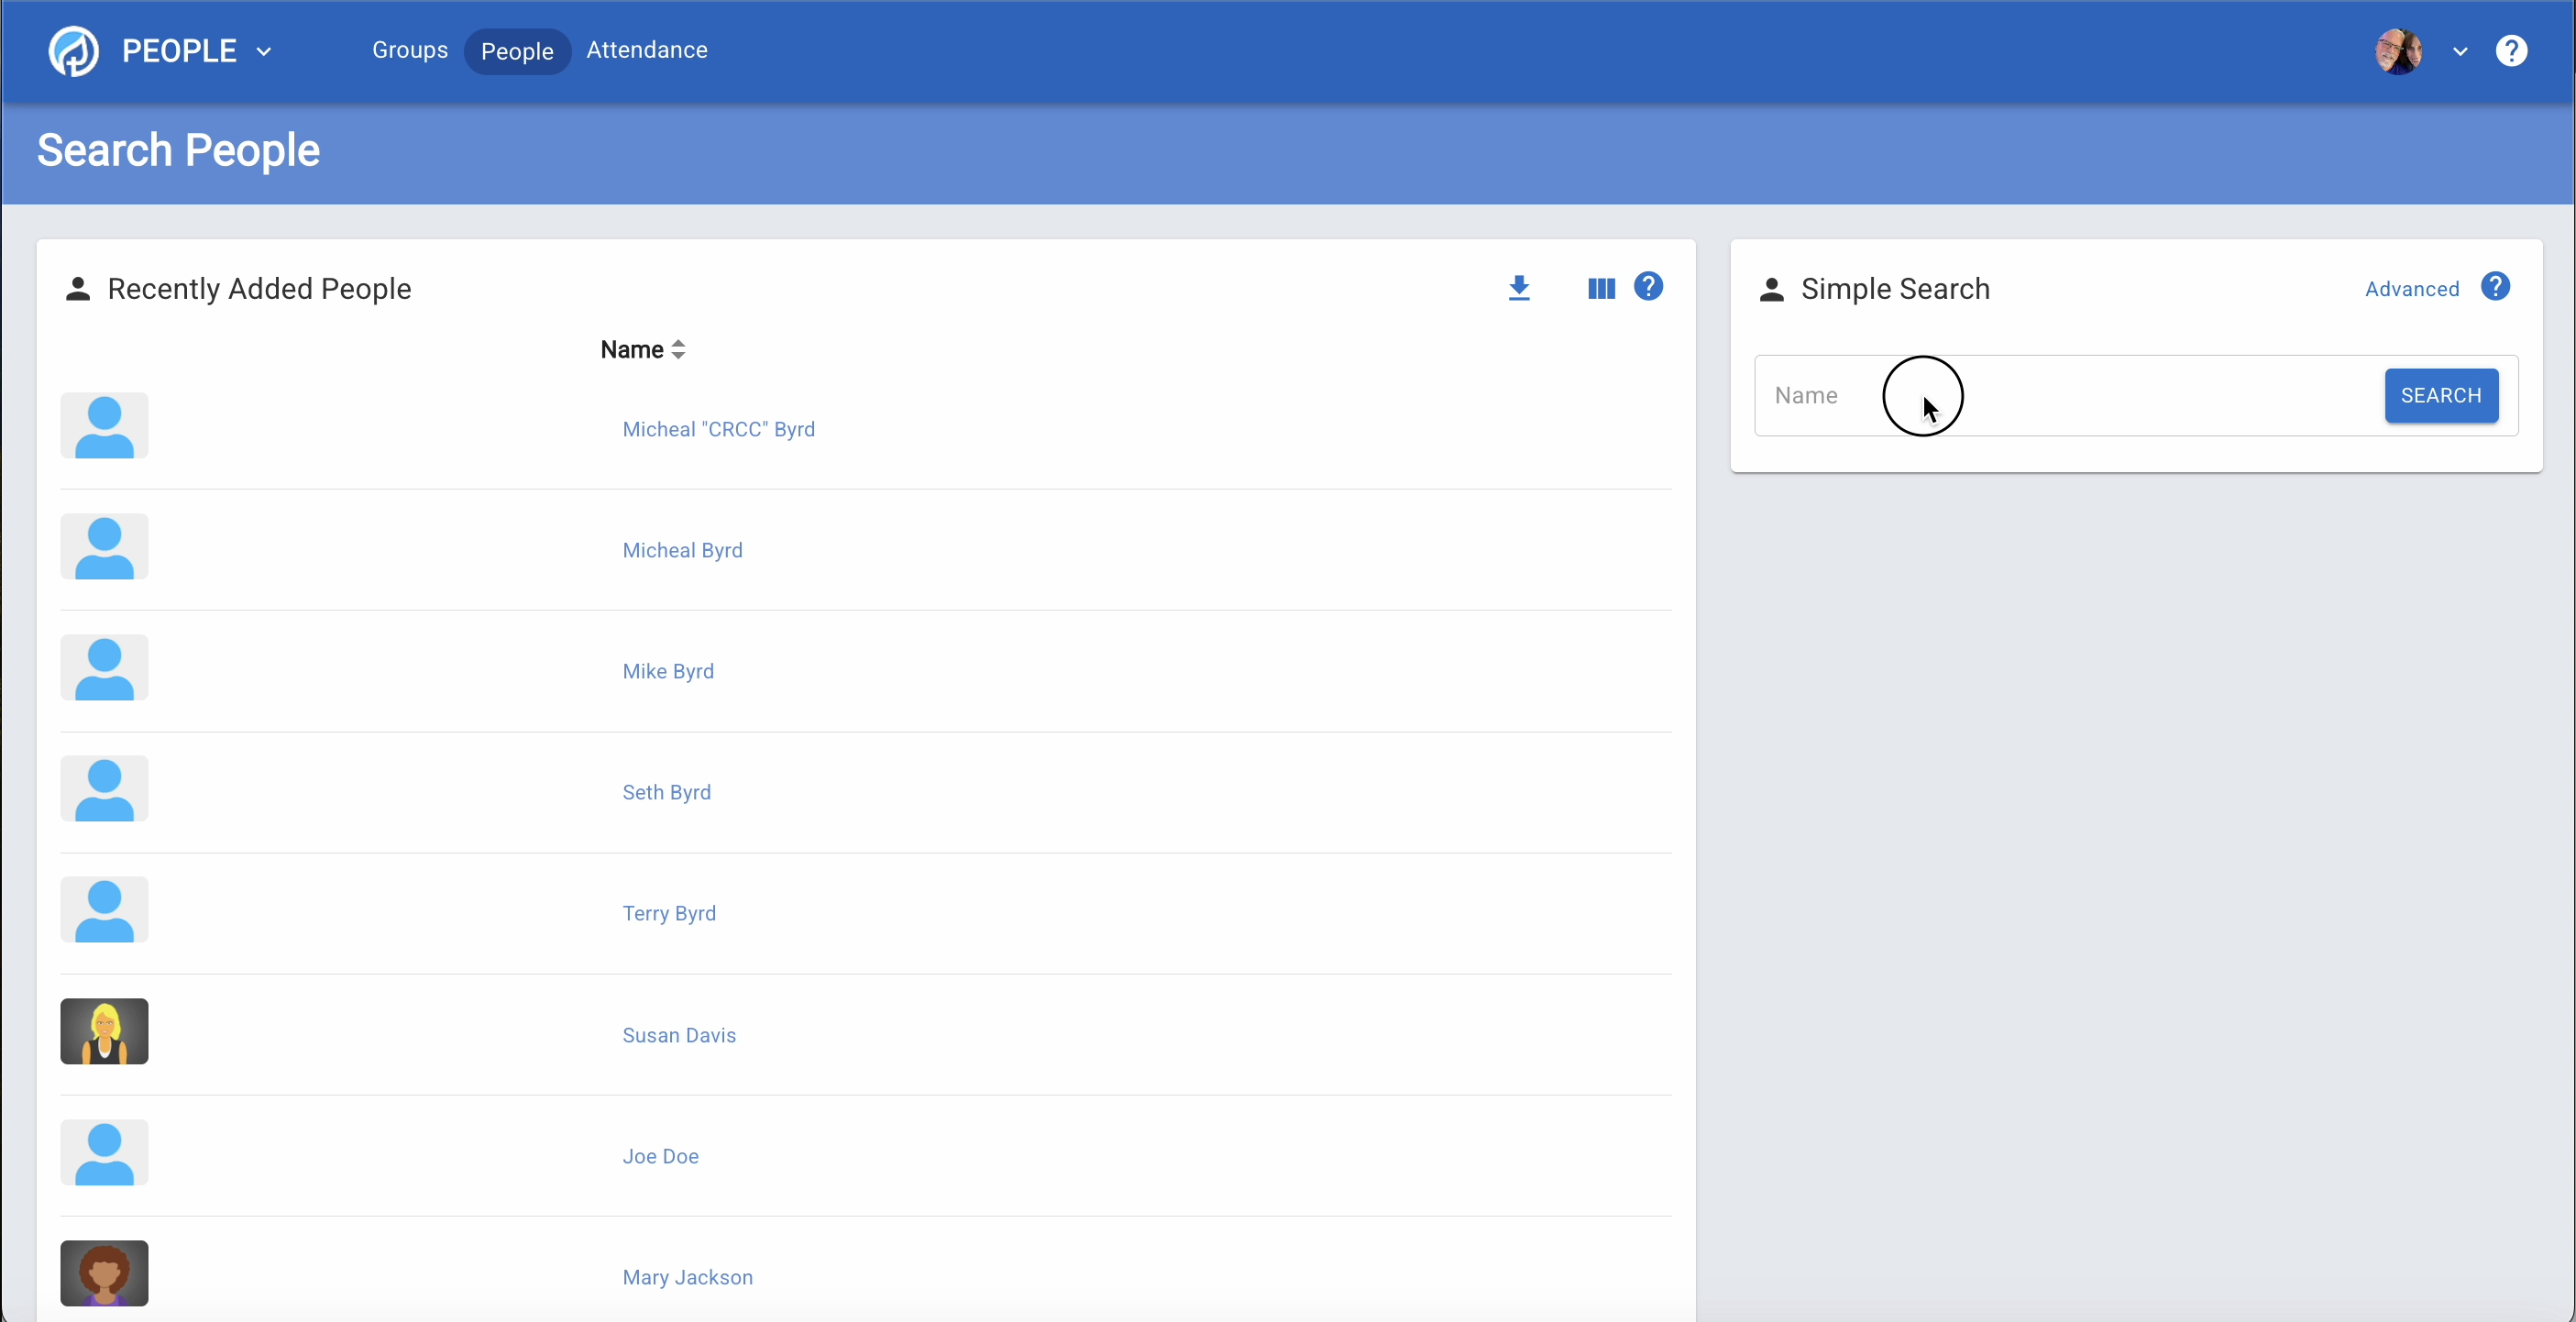 PEOPLE Groups People Attendance
Search People
Recently Added People
Name
Micheal "CRCC" Byrd
Micheal Byrd
Mike Byrd
Seth Byrd
Terry Byrd
Susan Davis
Joe Doe
Mary Jackson
Simple Search Advanced
Name SEARCH